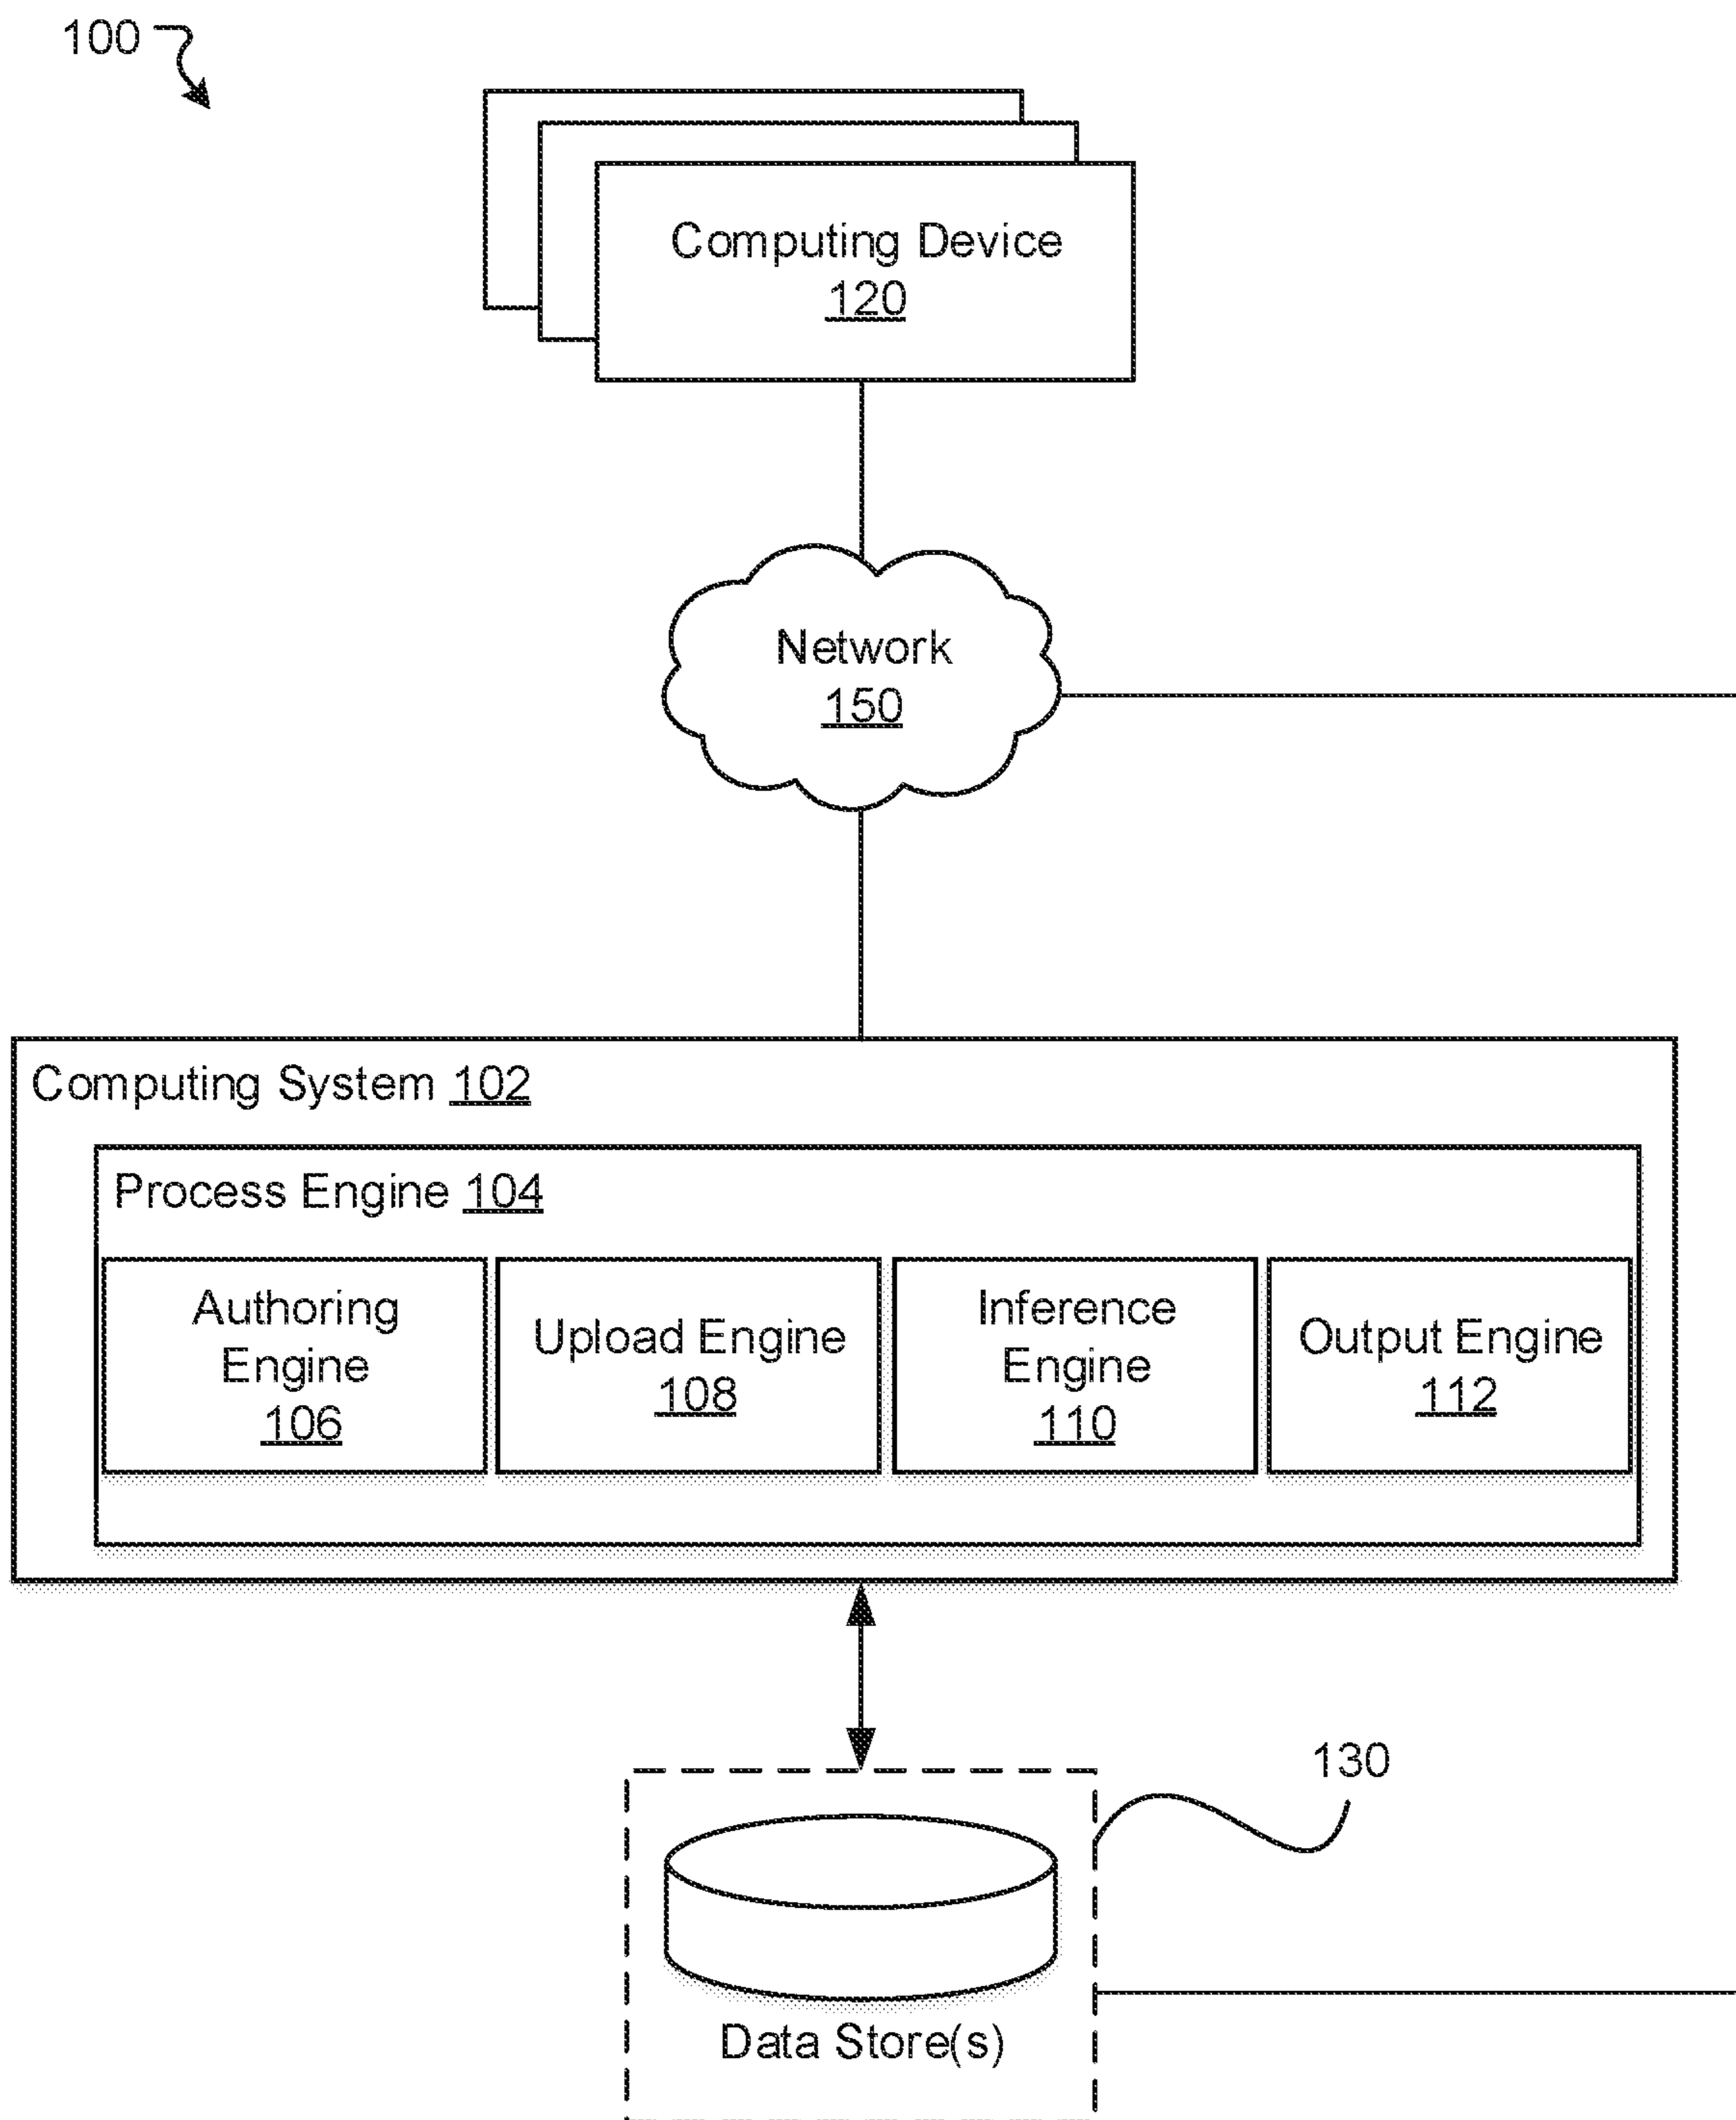 100
Computing Device
120
Network
150
Computing System 102
Process Engine 104
Authoring
Engine
106
Upload Engine
108
Inference
Engine
110
Output Engine
112
130
Data Store(s)